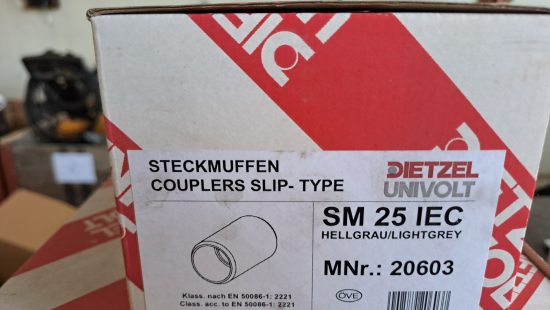 STECKMUFFEN
COUPLERS SLIP- TYPE
DIETZEL
UNIVOLT
SM 25 IEC
HELLGRAU/LIGHTGREY
MNr.: 20603
Klass. nach EN 50086-1: 2221
Class. acc. to EN 50086-1: 2221
ÖVE